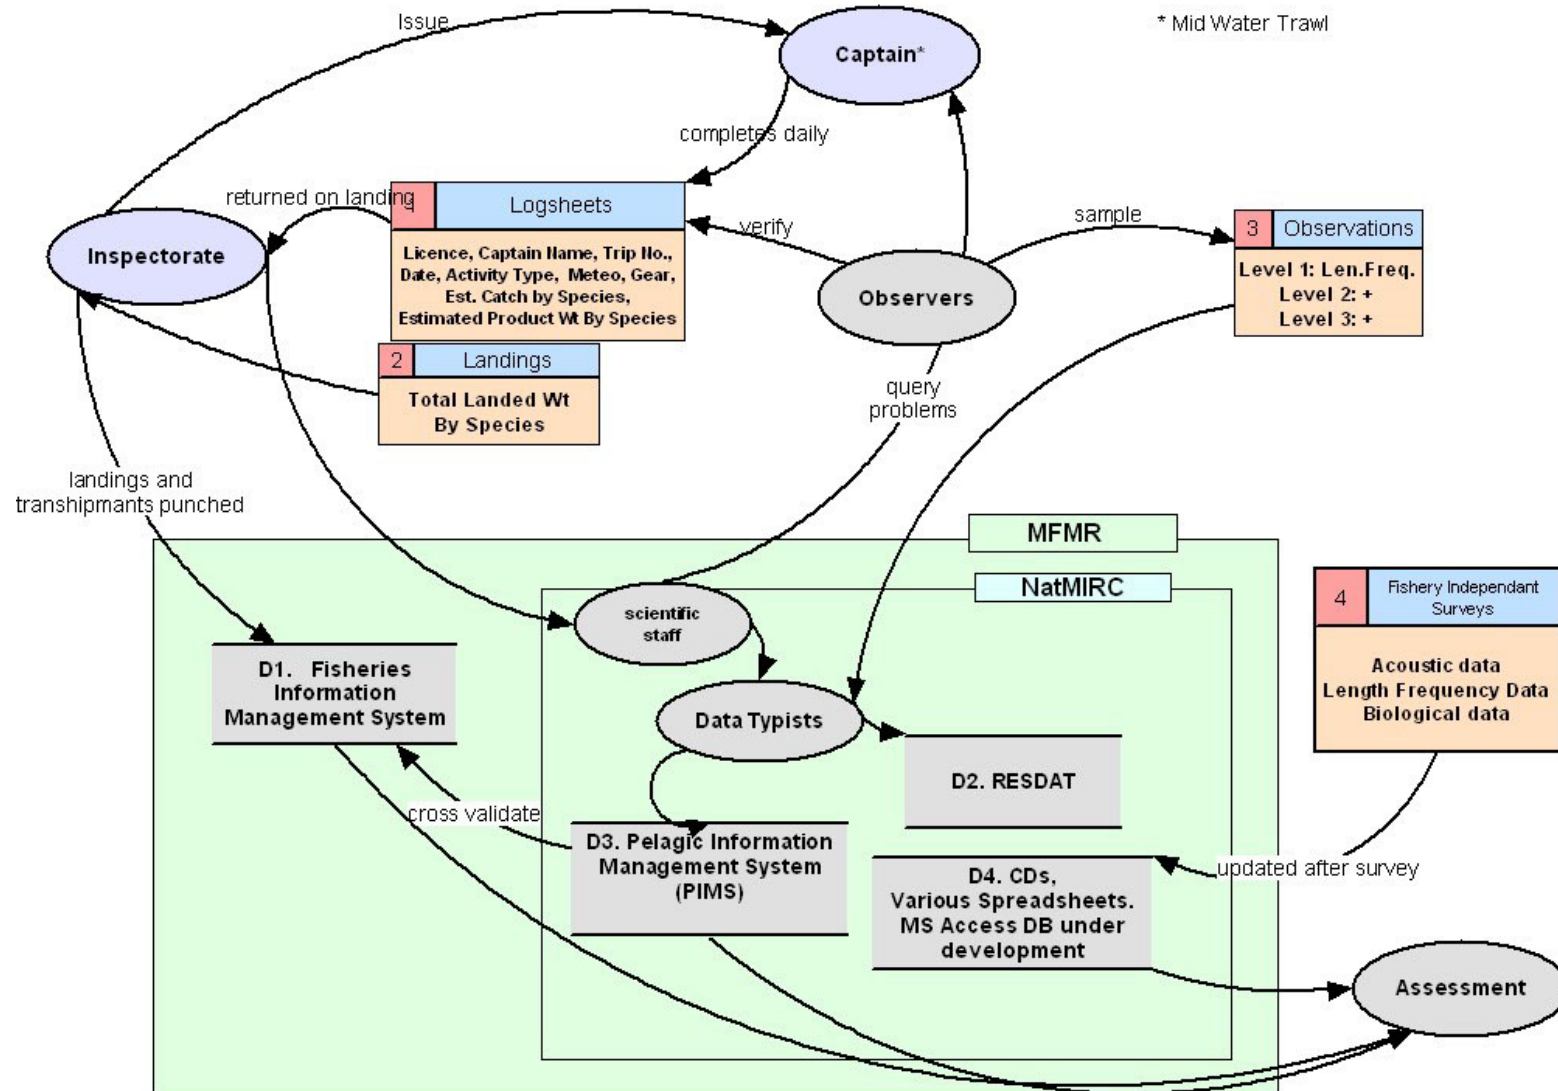 Issue
* Mid Water Trawl
Captain*
completes daily
returned on landing
1
Logsheets
verify
sample
3
Observations
Inspectorate
Licence, Captain Name, Trip No.,
Date, Activity Type, Meteo, Gear,
Est. Catch by Species,
Estimated Product Wt By Species
Observers
Level 1: Len.Freq.
Level 2: +
Level 3: +
2
Landings
Total Landed Wt
By Species
query
problems
landings and
transhipmants punched
MFMR
NatMIRC
4
Fishery Independant
Surveys
scientific
staff
Acoustic data
Length Frequency Data
Biological data
D1. Fisheries
Information
Management System
Data Typists
D2. RESDAT
cross validate
D3. Pelagic Information
Management System
(PIMS)
updated after survey
D4. CDs,
Various Spreadsheets.
MS Access DB under
development
Assessment